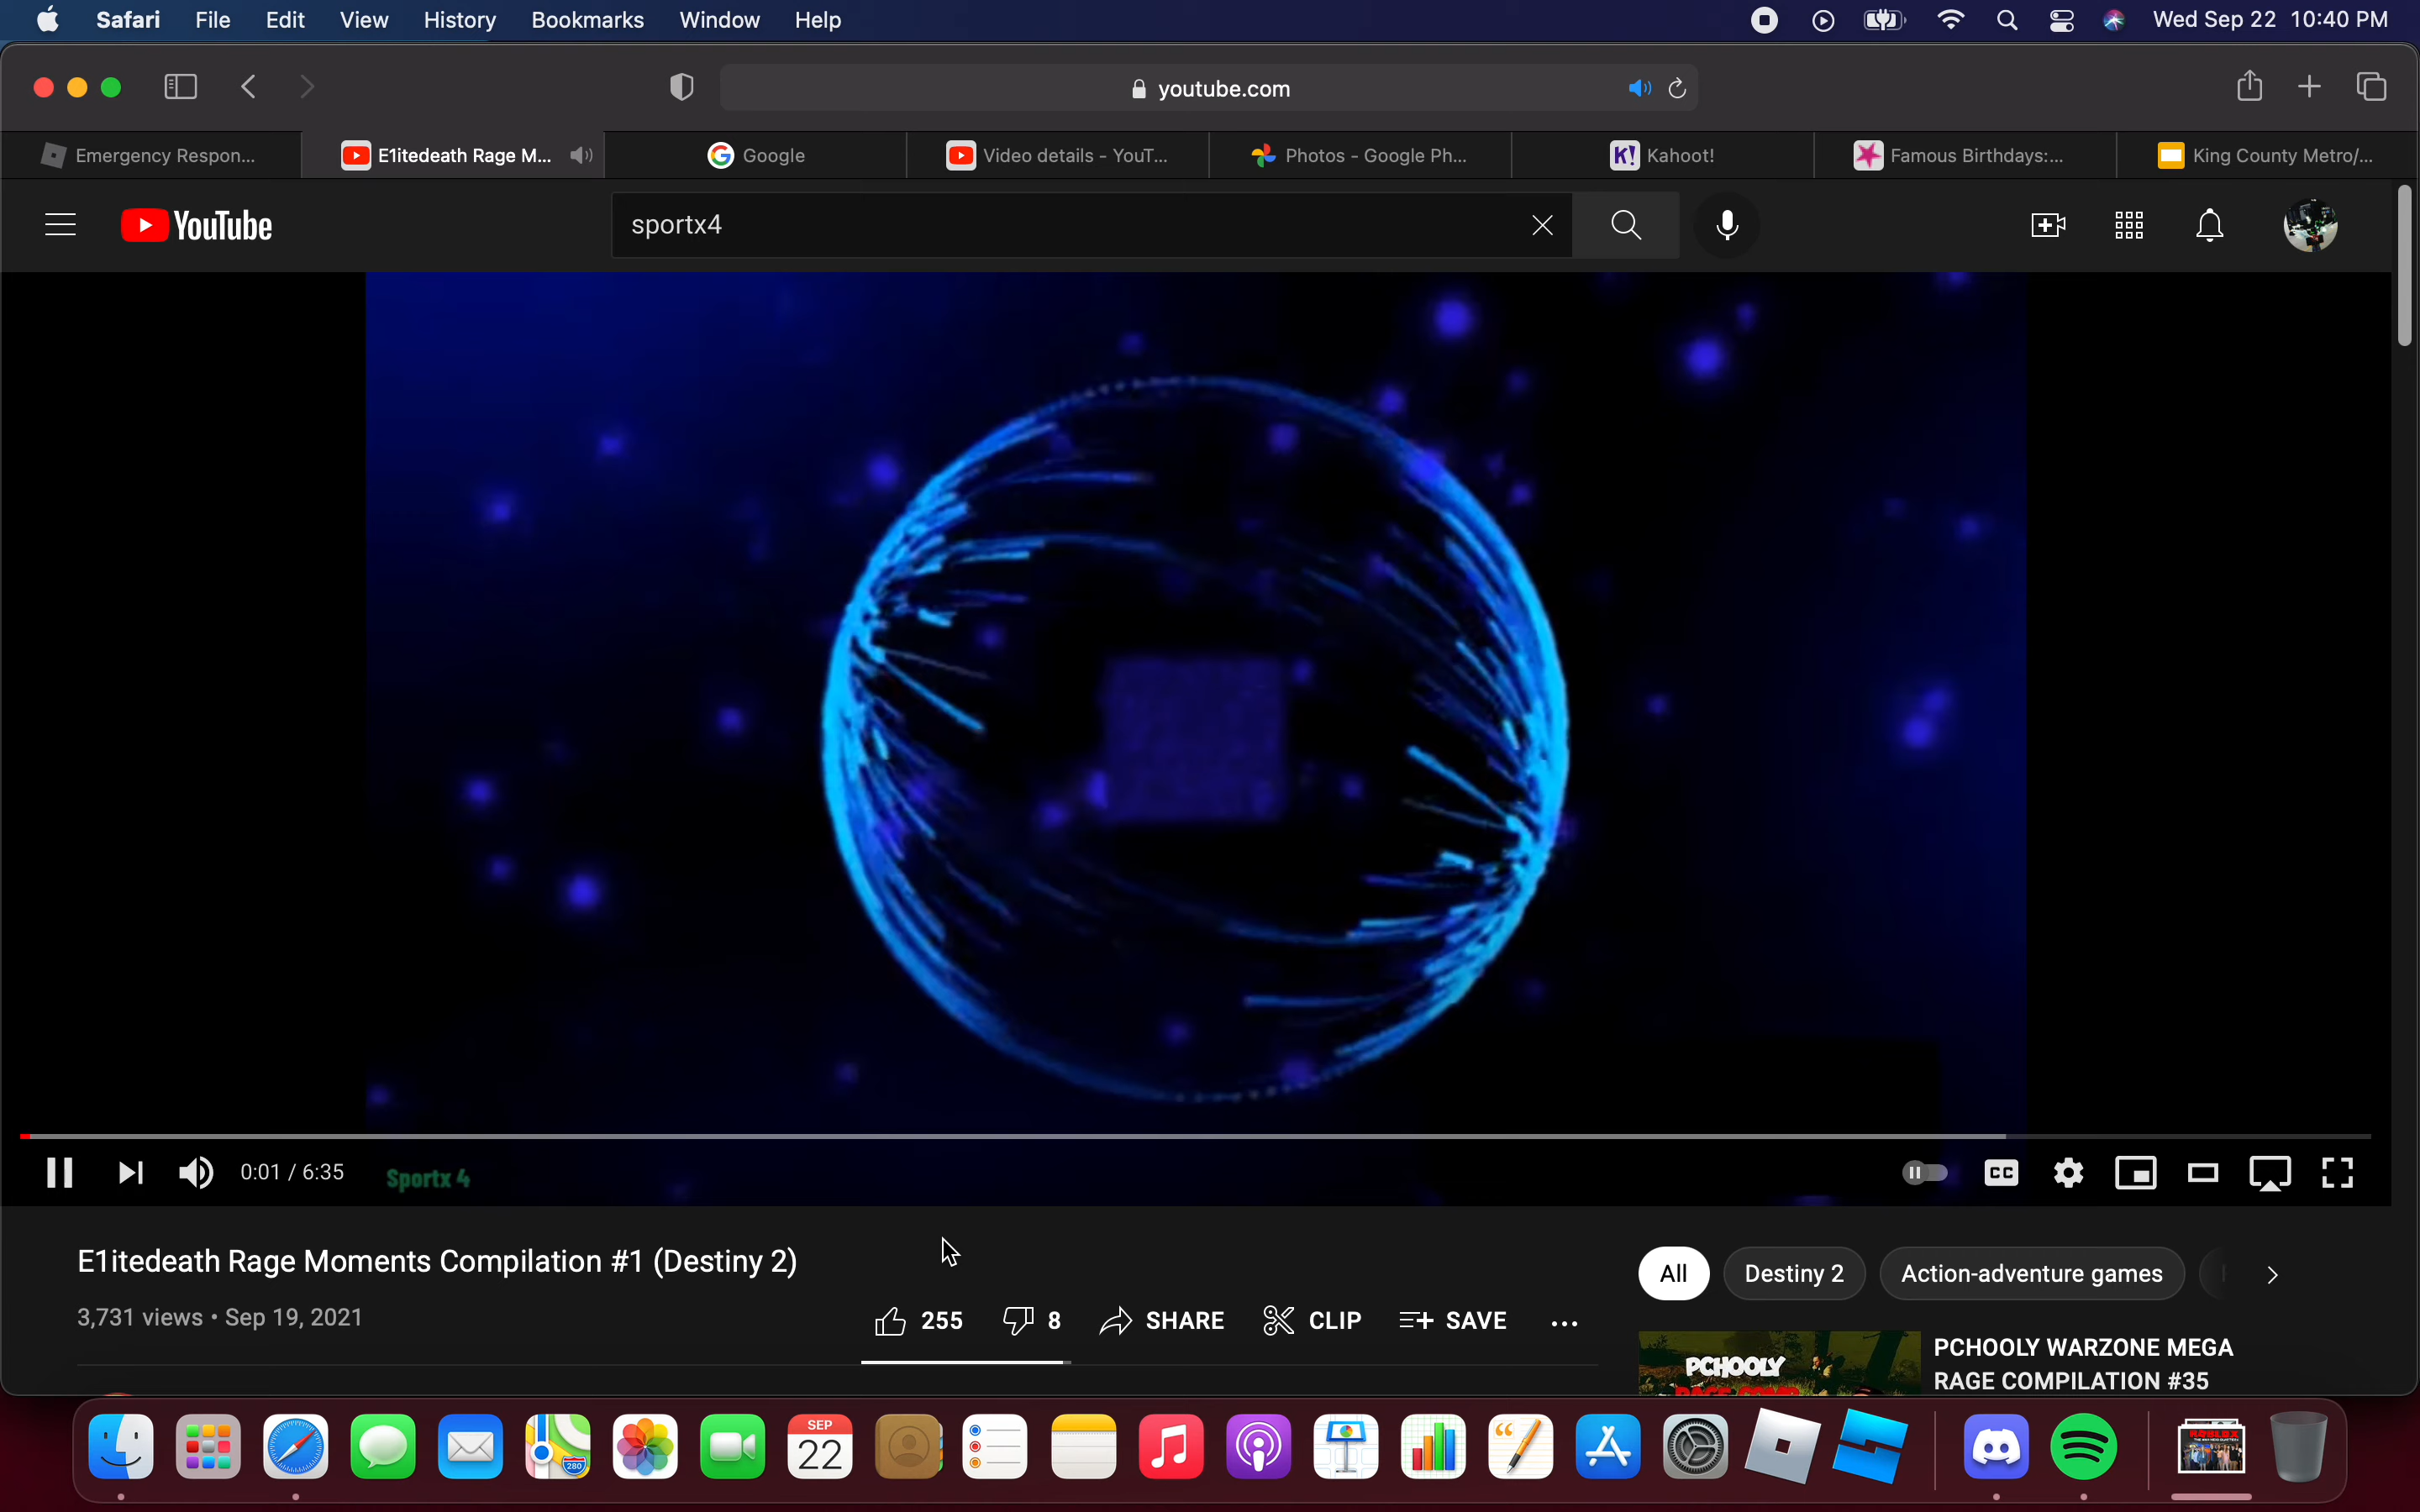 Safari File Edit View History Bookmarks Window Help Wed Sep 22 10:40 PM
youtube.com
Emergency Respon... E1itedeath Rage M... Google Video details - YouT... Photos - Google Ph... K! Kahoot! Famous Birthdays:... King County Metro/...
YouTube sportx4
0:01 / 6:35 Sportx 4 CC
E1itedeath Rage Moments Compilation #1 (Destiny 2)
All Destiny 2 Action-adventure games
3,731 views • Sep 19, 2021
255 8 SHARE CLIP SAVE
PCHOOLY
PCHOOLY WARZONE MEGA
RAGE COMPILATION #35
SEP
22
280
ROBLOX